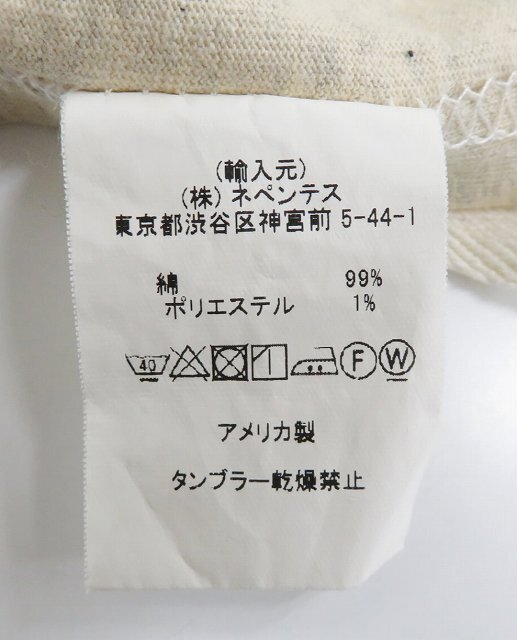 (輸入元)
(株) ネペンテス
東京都渋谷区神宮前 5-44-1
綿 99%
ポリエステル 1%
40 F W
アメリカ製
タンブラー乾燥禁止